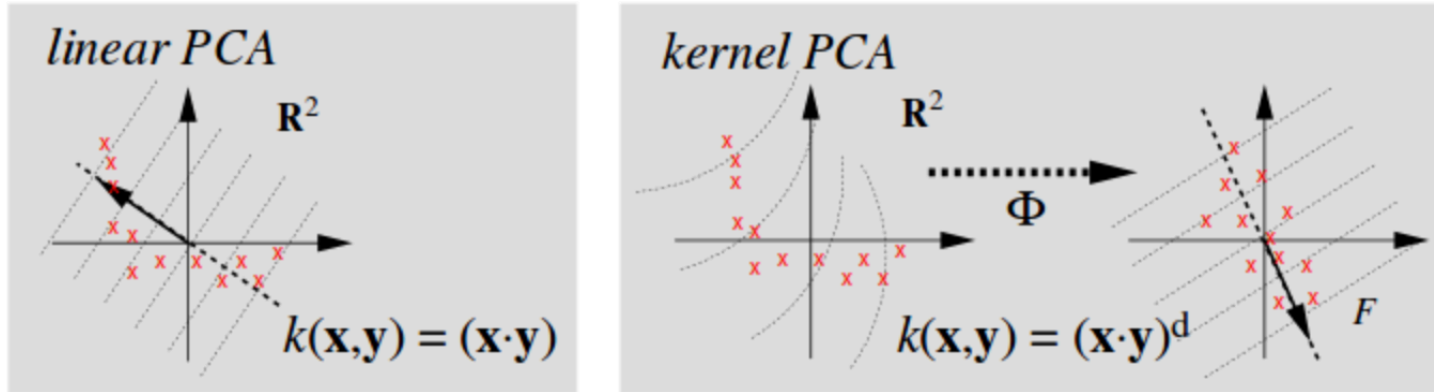 linear PCA
R²
k(x,y) = (x·y)
kernel PCA
R²
Φ
k(x,y) = (x·y)ᵈ
F